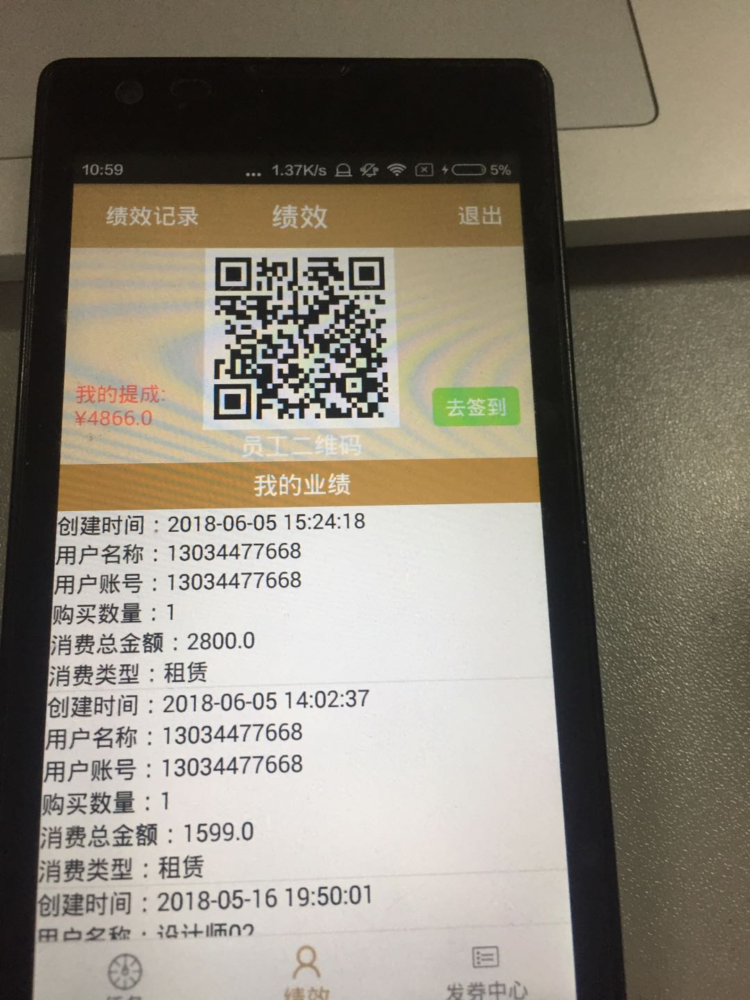 10:59 ... 1.37K/s 5%
绩效记录 绩效 退出
我的提成:
¥4866.0
去签到
员工二维码
我的业绩
创建时间：2018-06-05 15:24:18
用户名称：13034477668
用户账号：13034477668
购买数量：1
消费总金额：2800.0
消费类型：租赁
创建时间：2018-06-05 14:02:37
用户名称：13034477668
用户账号：13034477668
购买数量：1
消费总金额：1599.0
消费类型：租赁
创建时间：2018-05-16 19:50:01
用户名称：设计师02
绩效 发券中心